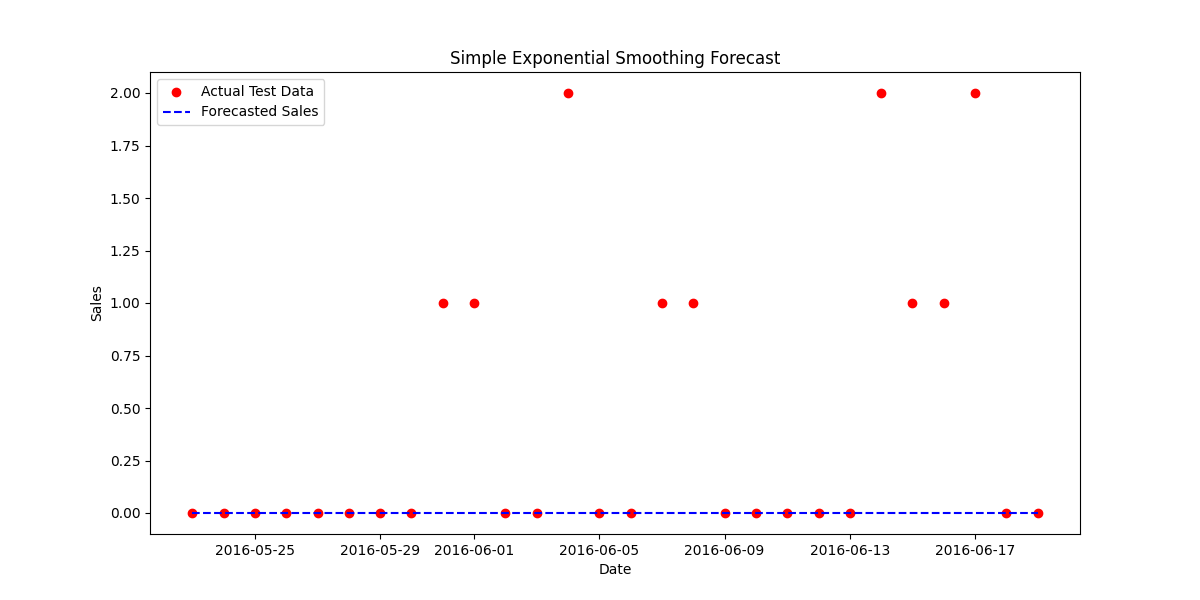 Simple Exponential Smoothing Forecast
Actual Test Data
Forecasted Sales
2.00
1.75
1.50
1.25
1.00
0.75
0.50
0.25
0.00
Sales
2016-05-25 2016-05-29 2016-06-01 2016-06-05 2016-06-09 2016-06-13 2016-06-17
Date